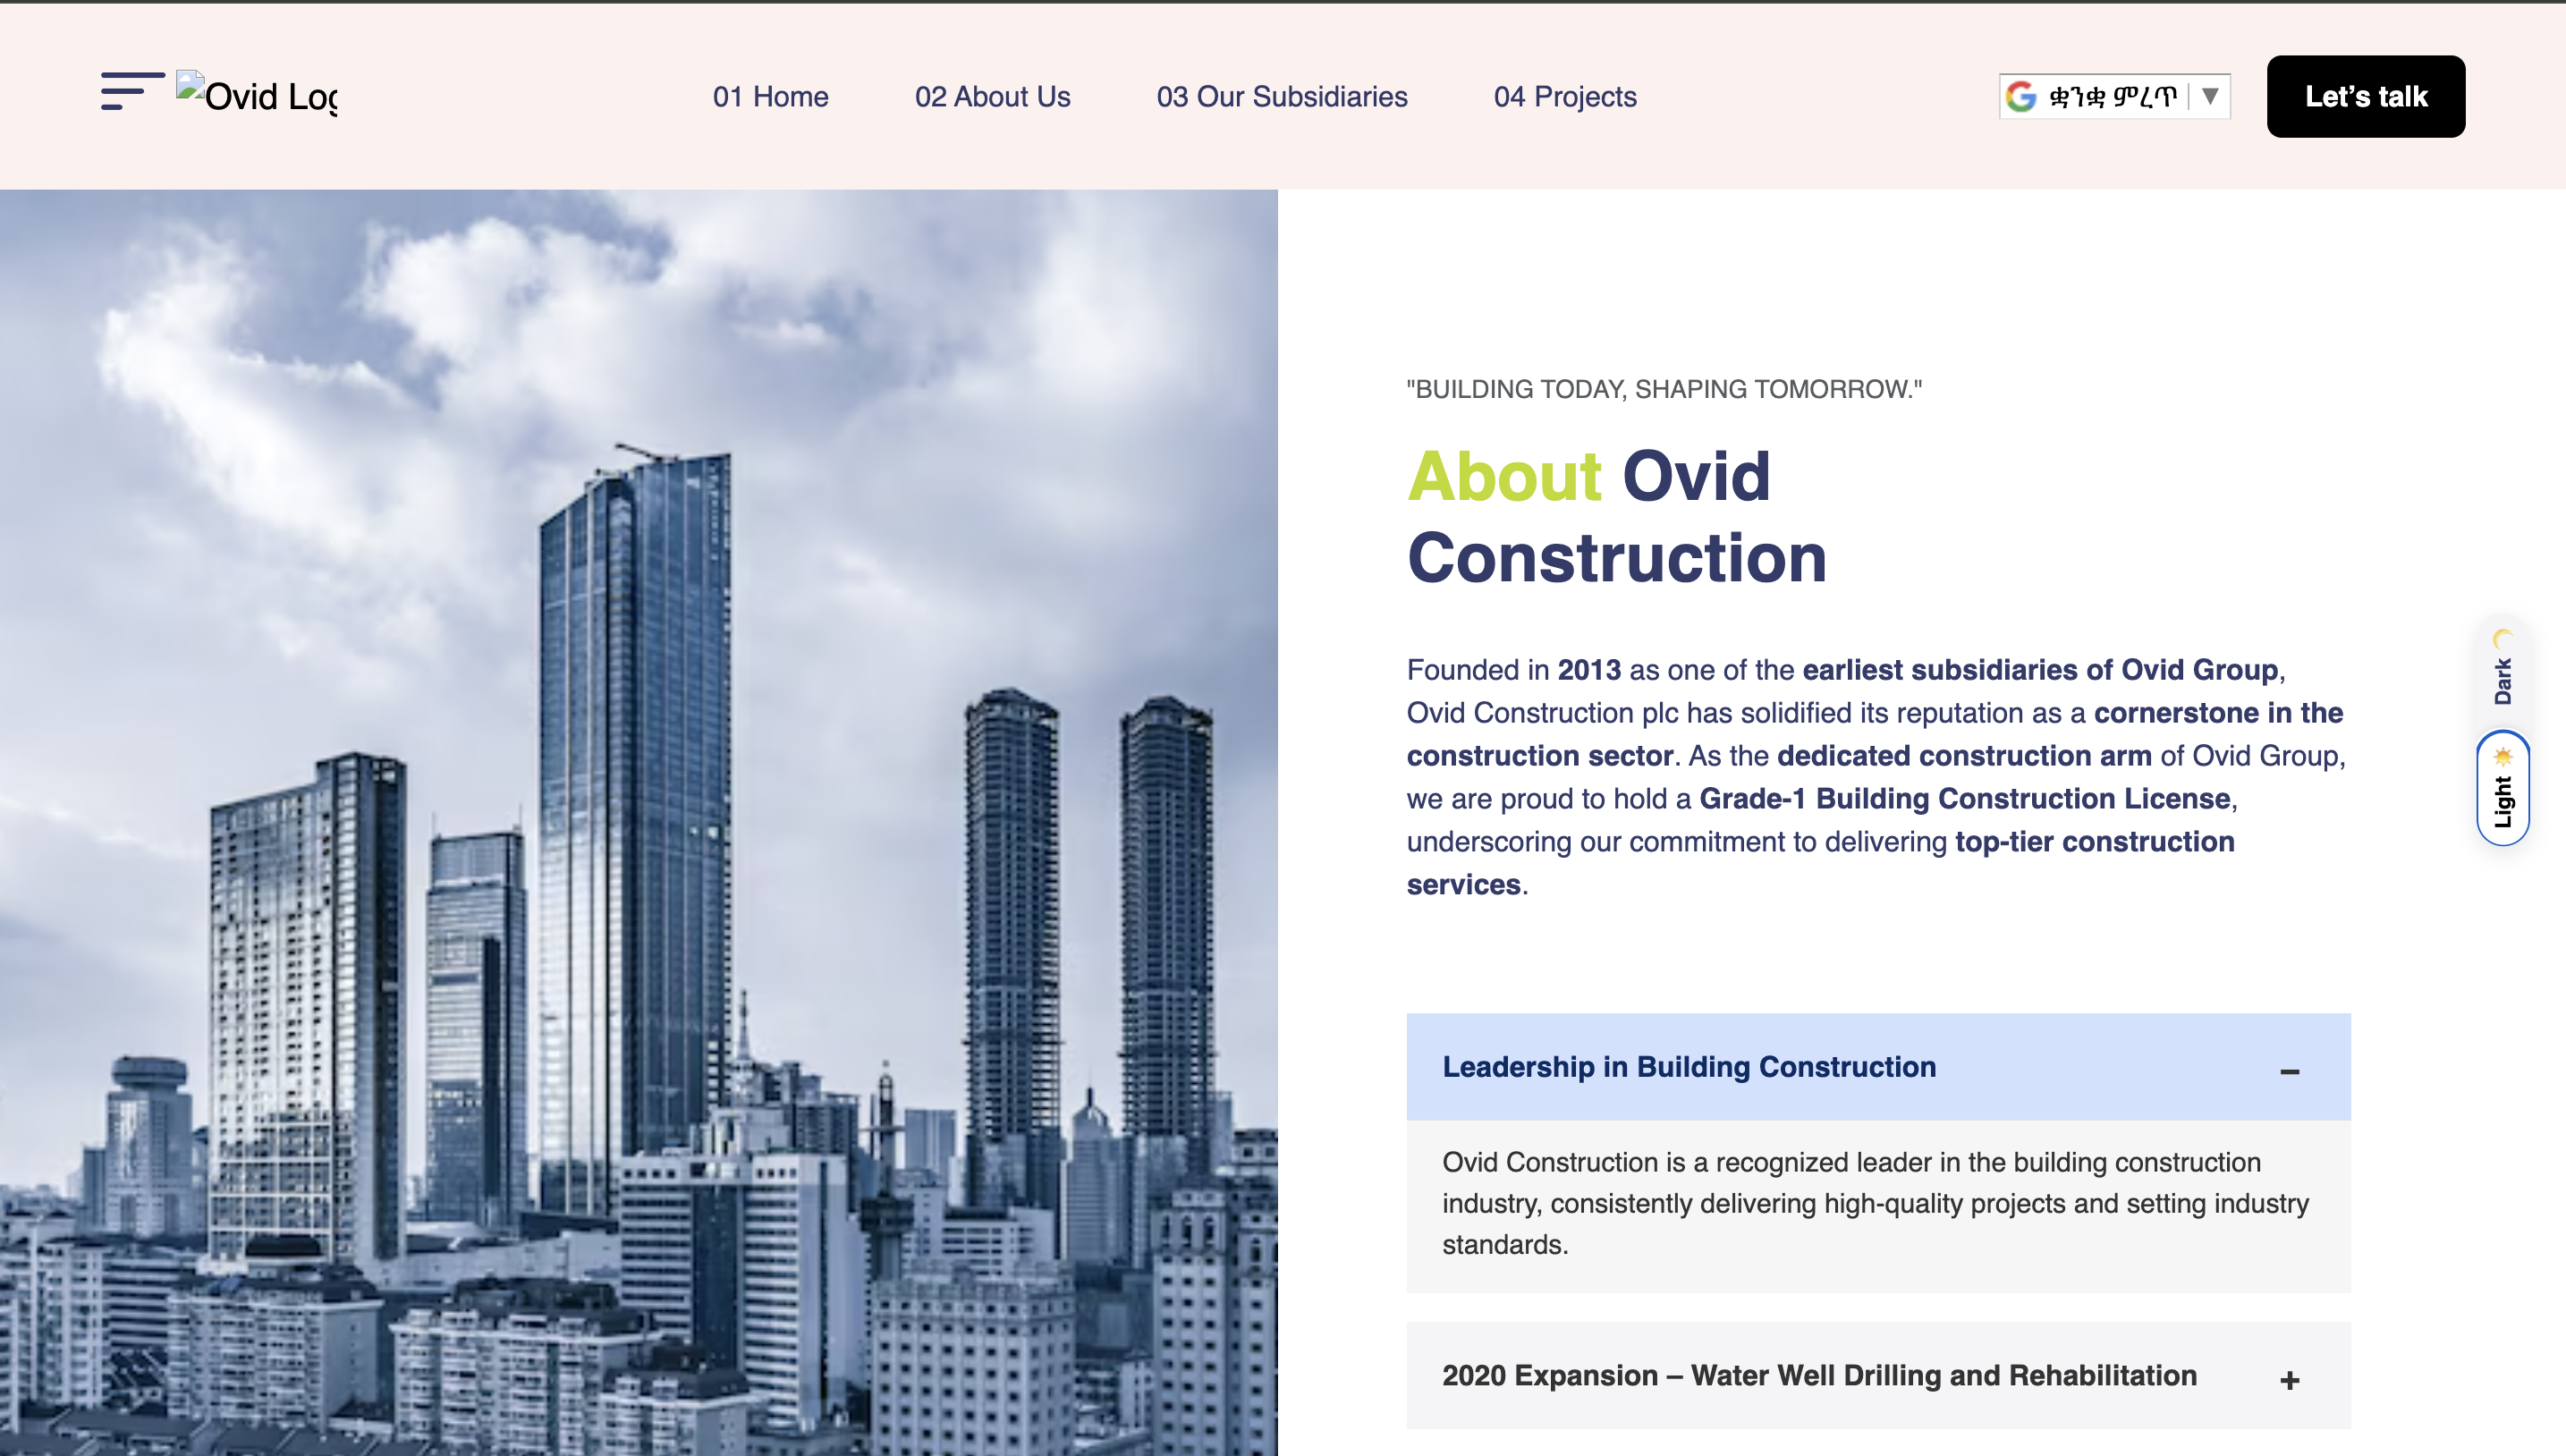 Ovid Log
01 Home
02 About Us
03 Our Subsidiaries
04 Projects
ቋንቋ ምረጥ
▼
Let's talk
"BUILDING TODAY, SHAPING TOMORROW."
About Ovid
Construction
Founded in 2013 as one of the earliest subsidiaries of Ovid Group,
Ovid Construction plc has solidified its reputation as a cornerstone in the
construction sector. As the dedicated construction arm of Ovid Group,
we are proud to hold a Grade-1 Building Construction License,
underscoring our commitment to delivering top-tier construction
services.
Dark
Light
Leadership in Building Construction –
Ovid Construction is a recognized leader in the building construction
industry, consistently delivering high-quality projects and setting industry
standards.
2020 Expansion – Water Well Drilling and Rehabilitation +